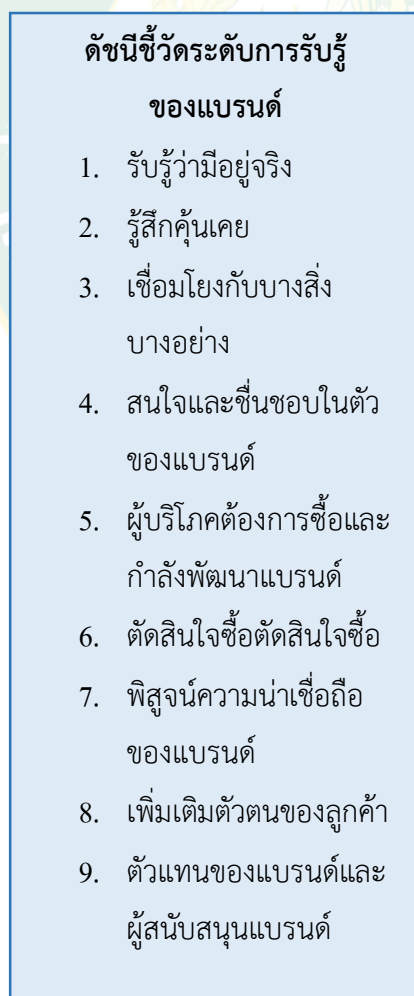 ดัชนีชี้วัดระดับการรับรู้
ของแบรนด์
1. รับรู้ว่ามีอยู่จริง
2. รู้สึกคุ้นเคย
3. เชื่อมโยงกับบางสิ่ง
บางอย่าง
4. สนใจและชื่นชอบในตัว
ของแบรนด์
5. ผู้บริโภคต้องการซื้อและ
กำลังพัฒนาแบรนด์
6. ตัดสินใจซื้อตัดสินใจซื้อ
7. พิสูจน์ความน่าเชื่อถือ
ของแบรนด์
8. เพิ่มเติมตัวตนของลูกค้า
9. ตัวแทนของแบรนด์และ
ผู้สนับสนุนแบรนด์